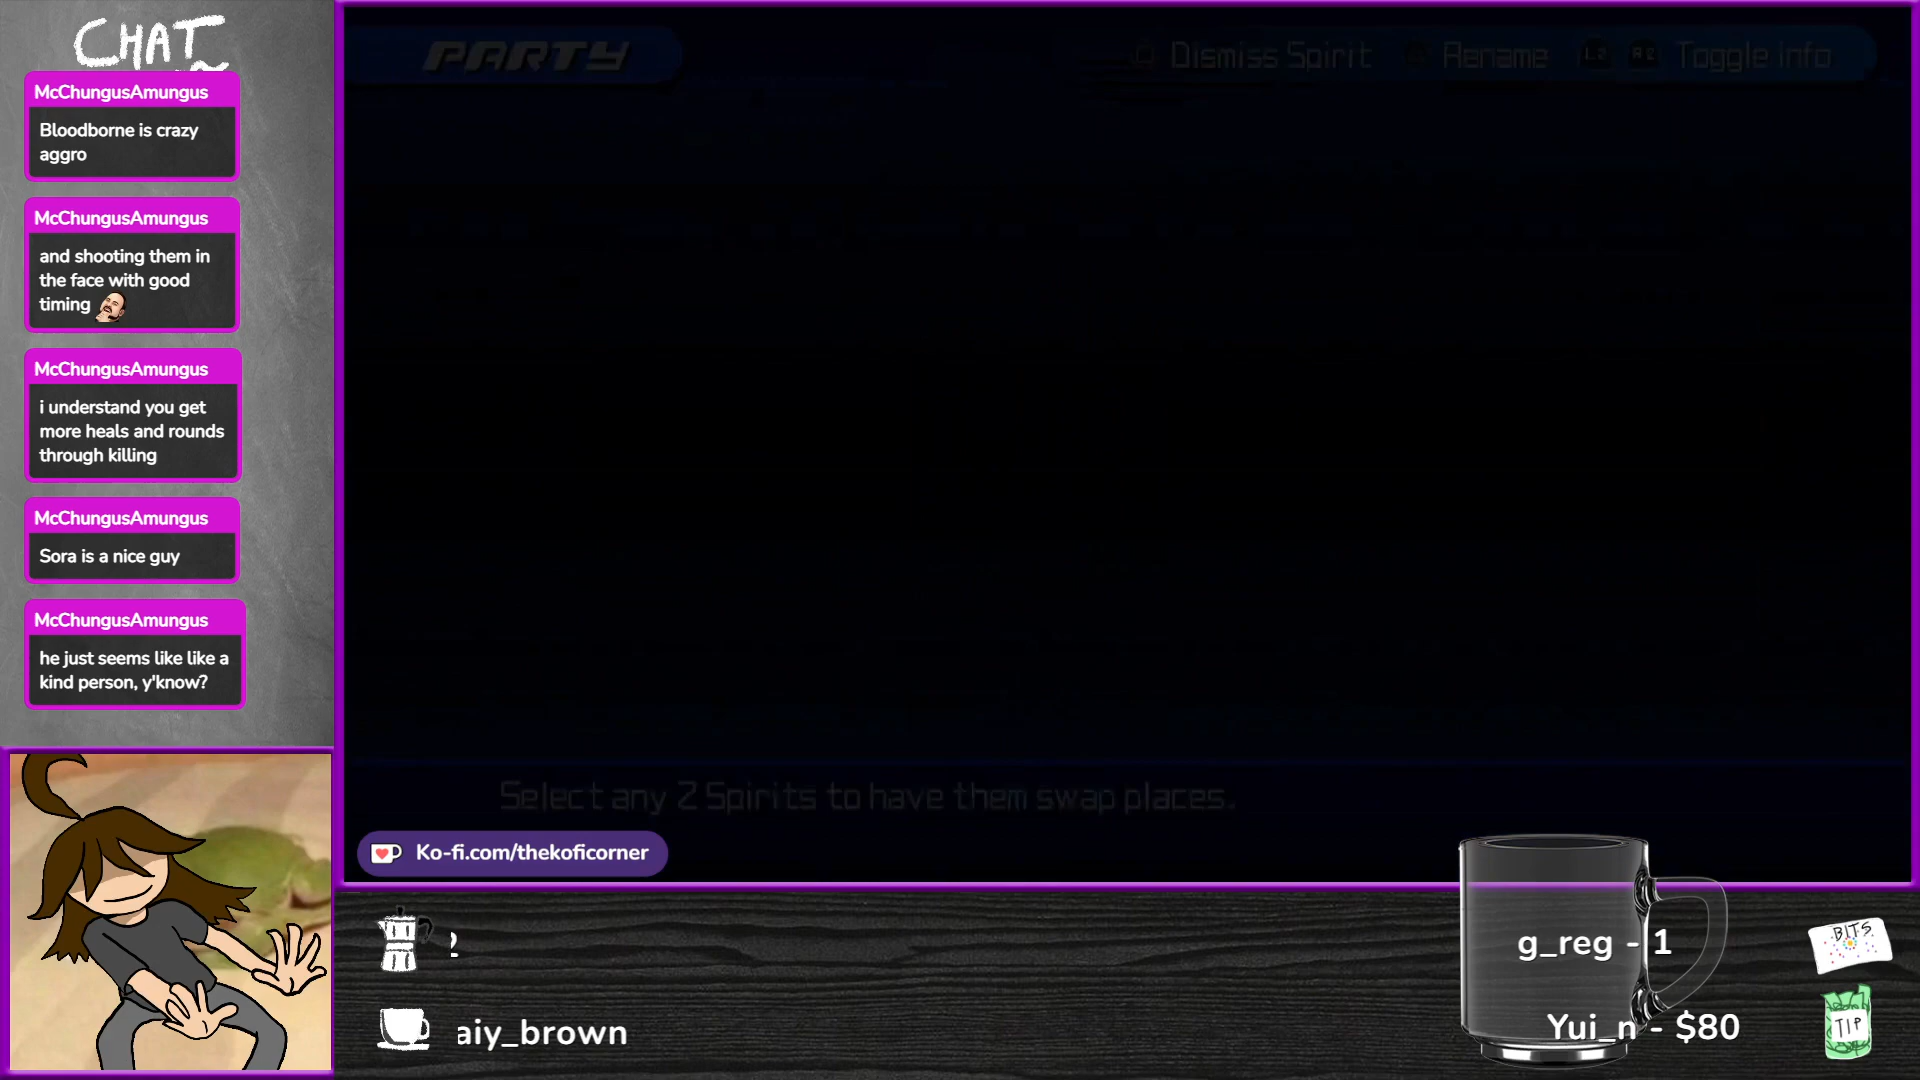 CHAT
McChungusAmungus
Bloodborne is crazy
aggro
McChungusAmungus
and shooting them in
the face with good
timing
McChungusAmungus
i understand you get
more heals and rounds
through killing
McChungusAmungus
Sora is a nice guy
McChungusAmungus
he just seems like like a
kind person, y'know?
PARTY
Dismiss Spirit
Rename
L2 R2 Toggle info
Select any 2 Spirits to have them swap places.
Ko-fi.com/thekoficorner
aiy_brown
g_reg - 1
Yui_n - $80
BITS
TIP